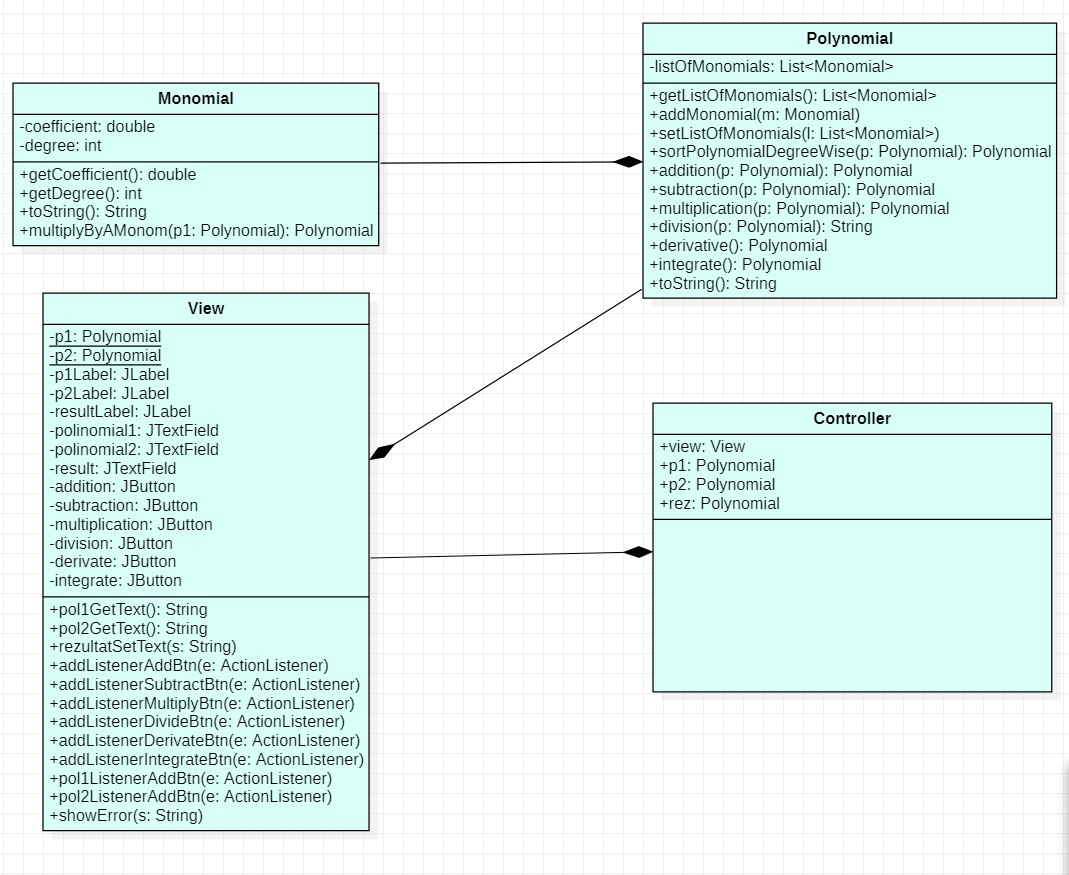 Monomial
-coefficient: double
-degree: int
+getCoefficient(): double
+getDegree(): int
+toString(): String
+multiplyByAMonom(p1: Polynomial): Polynomial
Polynomial
-listOfMonomials: List<Monomial>
+getListOfMonomials(): List<Monomial>
+addMonomial(m: Monomial)
+setListOfMonomials(l: List<Monomial>)
+sortPolynomialDegreeWise(p: Polynomial): Polynomial
+addition(p: Polynomial): Polynomial
+subtraction(p: Polynomial): Polynomial
+multiplication(p: Polynomial): Polynomial
+division(p: Polynomial): String
+derivative(): Polynomial
+integrate(): Polynomial
+toString(): String
View
-p1: Polynomial
-p2: Polynomial
-p1Label: JLabel
-p2Label: JLabel
-resultLabel: JLabel
-polinomial1: JTextField
-polinomial2: JTextField
-result: JTextField
-addition: JButton
-subtraction: JButton
-multiplication: JButton
-division: JButton
-derivate: JButton
-integrate: JButton
+pol1GetText(): String
+pol2GetText(): String
+rezultatSetText(s: String)
+addListenerAddBtn(e: ActionListener)
+addListenerSubtractBtn(e: ActionListener)
+addListenerMultiplyBtn(e: ActionListener)
+addListenerDivideBtn(e: ActionListener)
+addListenerDerivateBtn(e: ActionListener)
+addListenerIntegrateBtn(e: ActionListener)
+pol1ListenerAddBtn(e: ActionListener)
+pol2ListenerAddBtn(e: ActionListener)
+showError(s: String)
Controller
+view: View
+p1: Polynomial
+p2: Polynomial
+rez: Polynomial